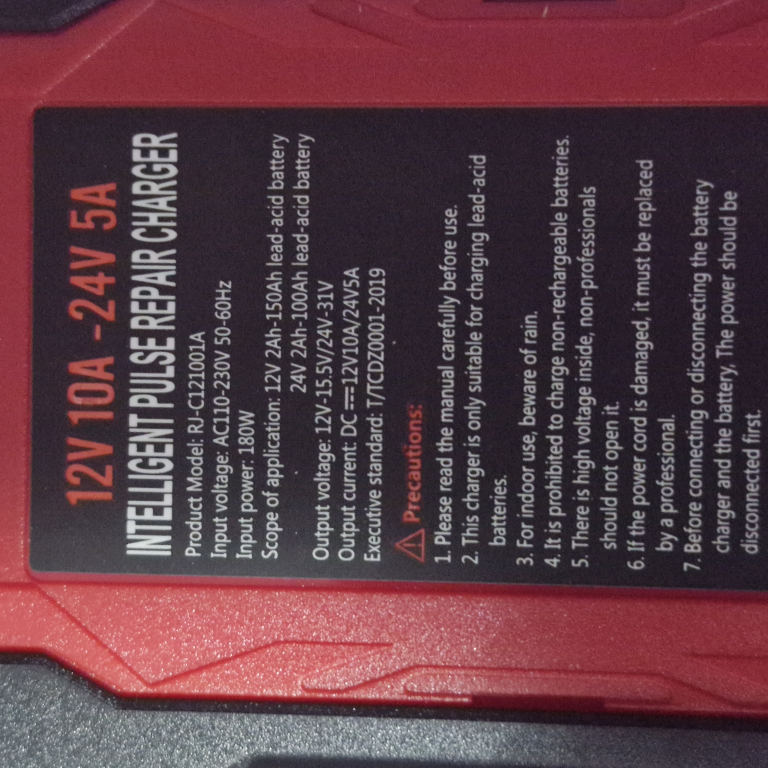 12V 10A -24V 5A
INTELLIGENT PULSE REPAIR CHARGER
Product Model: RJ-C121001A
Input voltage: AC110-230V 50-60Hz
Input power: 180W
Scope of application: 12V 2Ah-150Ah lead-acid battery
24V 2Ah-100Ah lead-acid battery
Output voltage: 12V-15.5V/24V-31V
Output current: DC⎓12V10A/24V5A
Executive standard: T/TCDZ0001-2019
Precautions:
1. Please read the manual carefully before use.
2. This charger is only suitable for charging lead-acid
batteries.
3. For indoor use, beware of rain.
4. It is prohibited to charge non-rechargeable batteries.
5. There is high voltage inside, non-professionals
should not open it.
6. If the power cord is damaged, it must be replaced
by a professional.
7. Before connecting or disconnecting the battery
charger and the battery, The power should be
disconnected first.